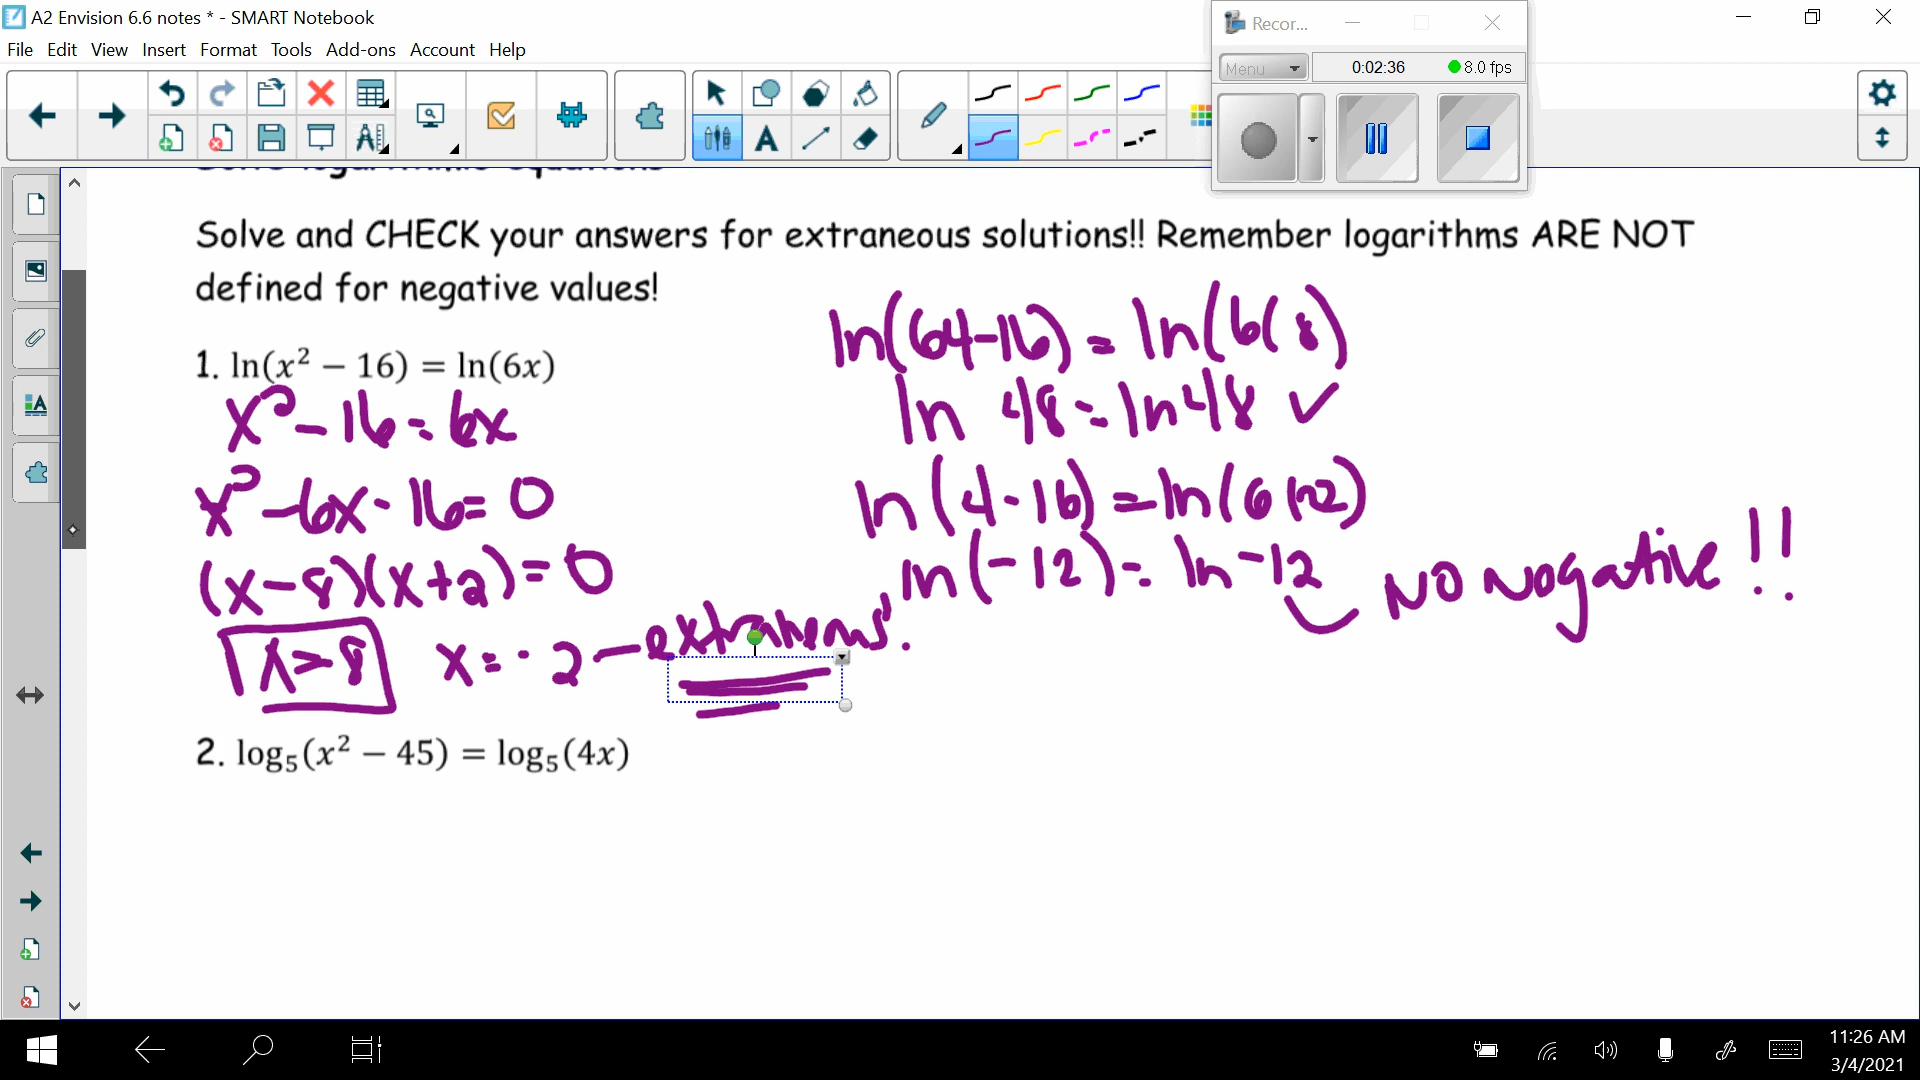 A2 Envision 6.6 notes * - SMART Notebook
File Edit View Insert Format Tools Add-ons Account Help
Recor...
Menu
0:02:36
8.0 fps
Solve and CHECK your answers for extraneous solutions!! Remember logarithms ARE NOT
defined for negative values!
1. ln(x² − 16) = ln(6x)
x² - 16 = 6x
x² - 6x - 16 = 0
(x - 8)(x + 2) = 0
x = 8 x = -2 —
ln(64-16) = ln(6(8)
ln 48 = ln 48 ✓
ln(4-16) = ln(6(-2)
ln(-12) = ln -12
NO Nogative!!
2. log₅(x² − 45) = log₅(4x)
11:26 AM
3/4/2021